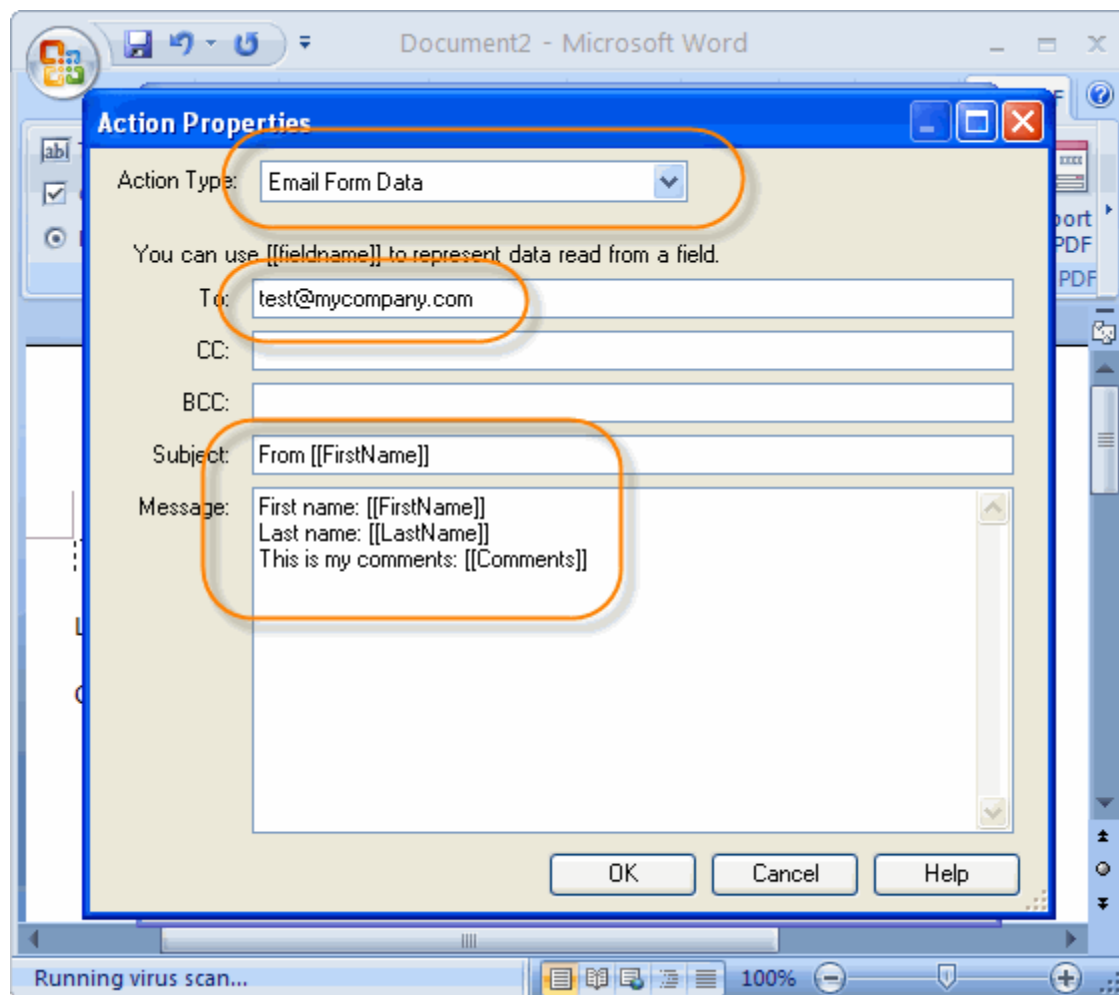 Document2 - Microsoft Word
Action Properties
Action Type: Email Form Data
You can use [[fieldname]] to represent data read from a field.
To: test@mycompany.com
CC:
BCC:
Subject: From [[FirstName]]
Message: First name: [[FirstName]]
Last name: [[LastName]]
This is my comments: [[Comments]]
OK Cancel Help
ab
PDF
PDF
Running virus scan... 100%